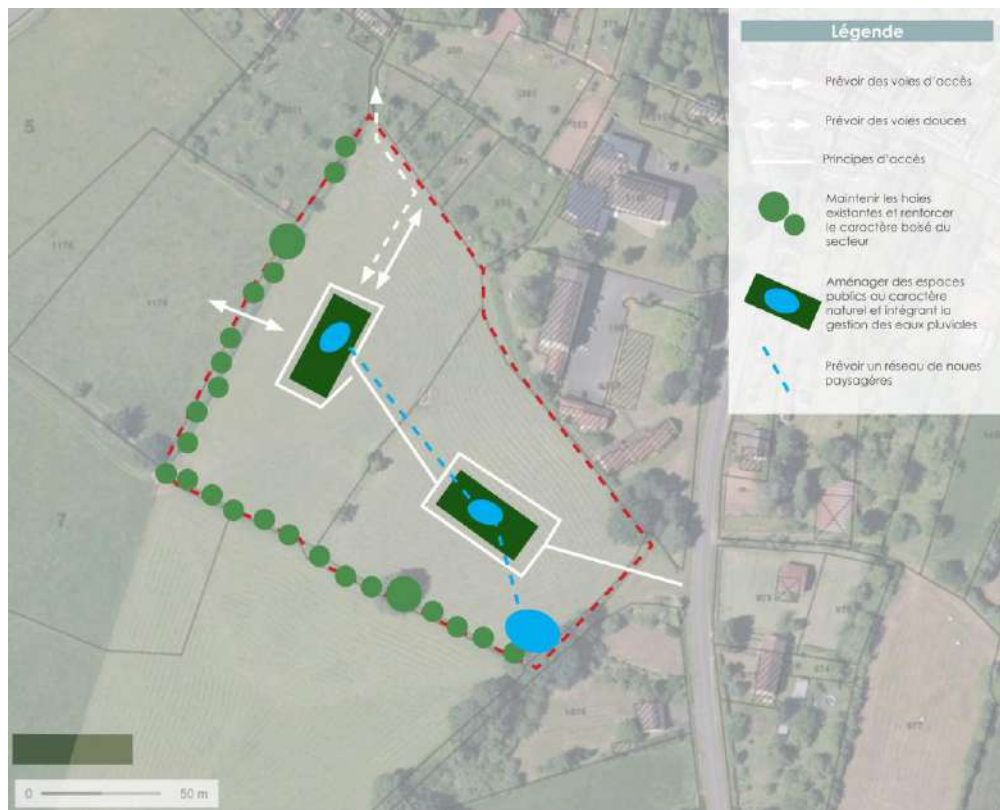 Légende
Prévoir des voies d'accès
Prévoir des voies douces
Principes d'accès
Maintenir les haies
existantes et renforcer
le caractère boisé du
secteur
Aménager des espaces
publics au caractère
naturel et intégrant la
gestion des eaux pluviales
Prévoir un réseau de noues
paysagères
5
7
1176
977
0
50 m